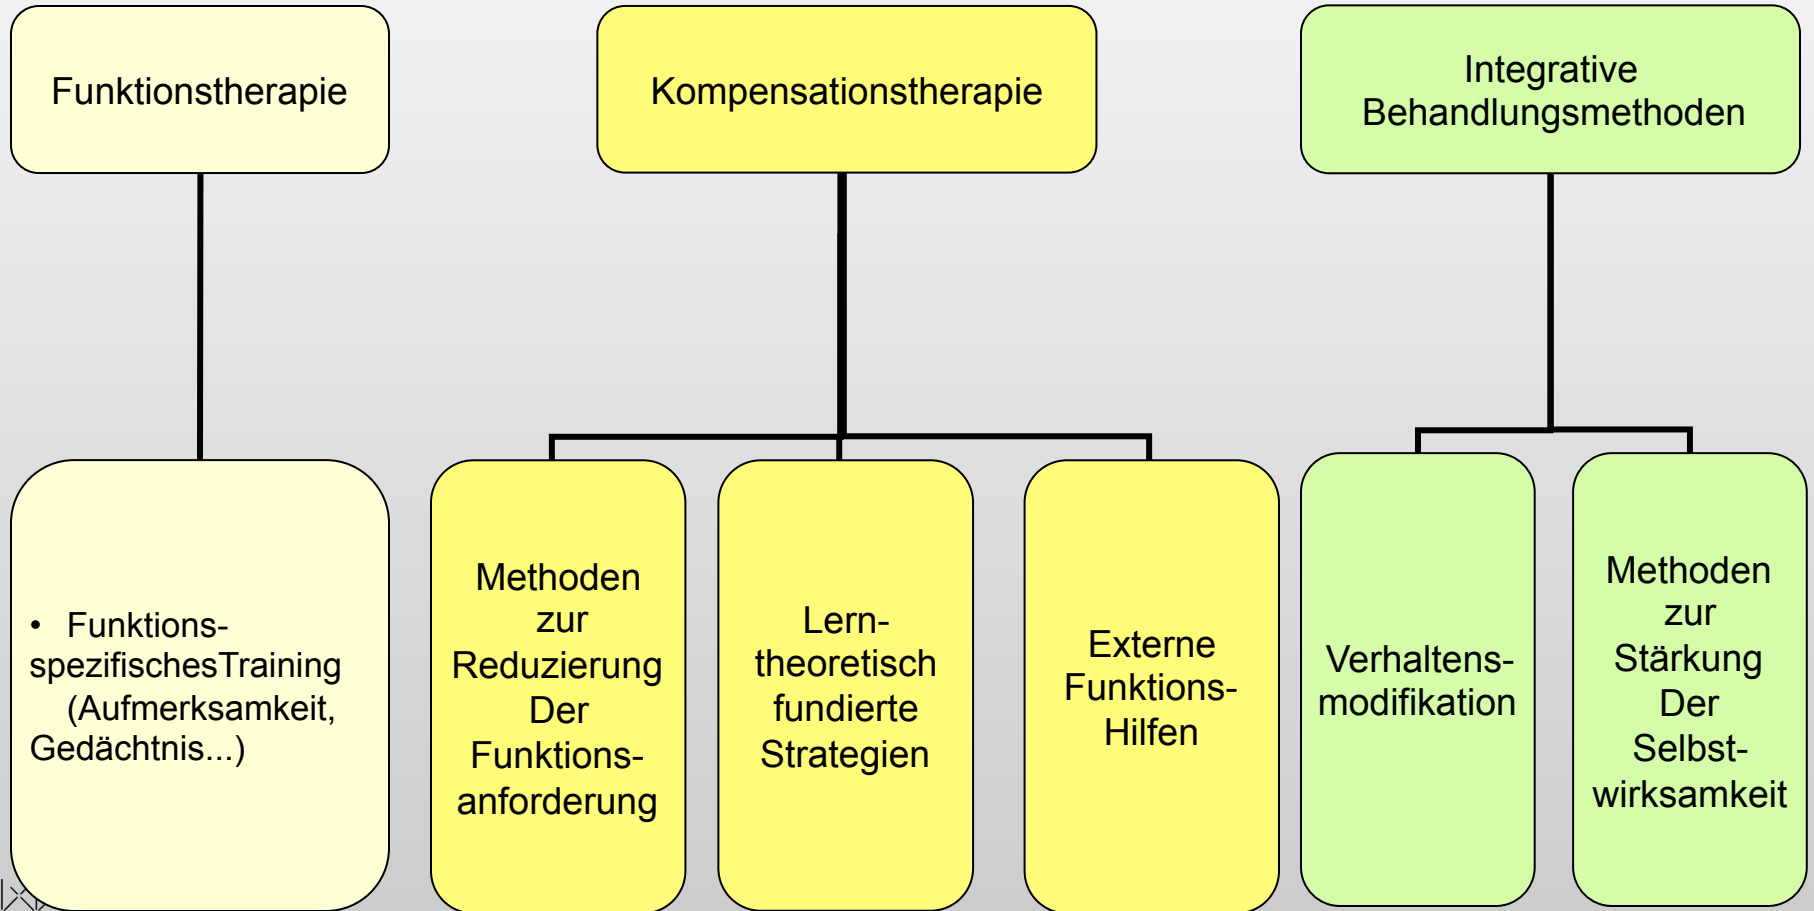 Funktionstherapie
Kompensationstherapie
Integrative
Behandlungsmethoden
• Funktions-
spezifischesTraining
(Aufmerksamkeit,
Gedächtnis...)
Methoden
zur
Reduzierung
Der
Funktions-
anforderung
Lern-
theoretisch
fundierte
Strategien
Externe
Funktions-
Hilfen
Verhaltens-
modifikation
Methoden
zur
Stärkung
Der
Selbst-
wirksamkeit